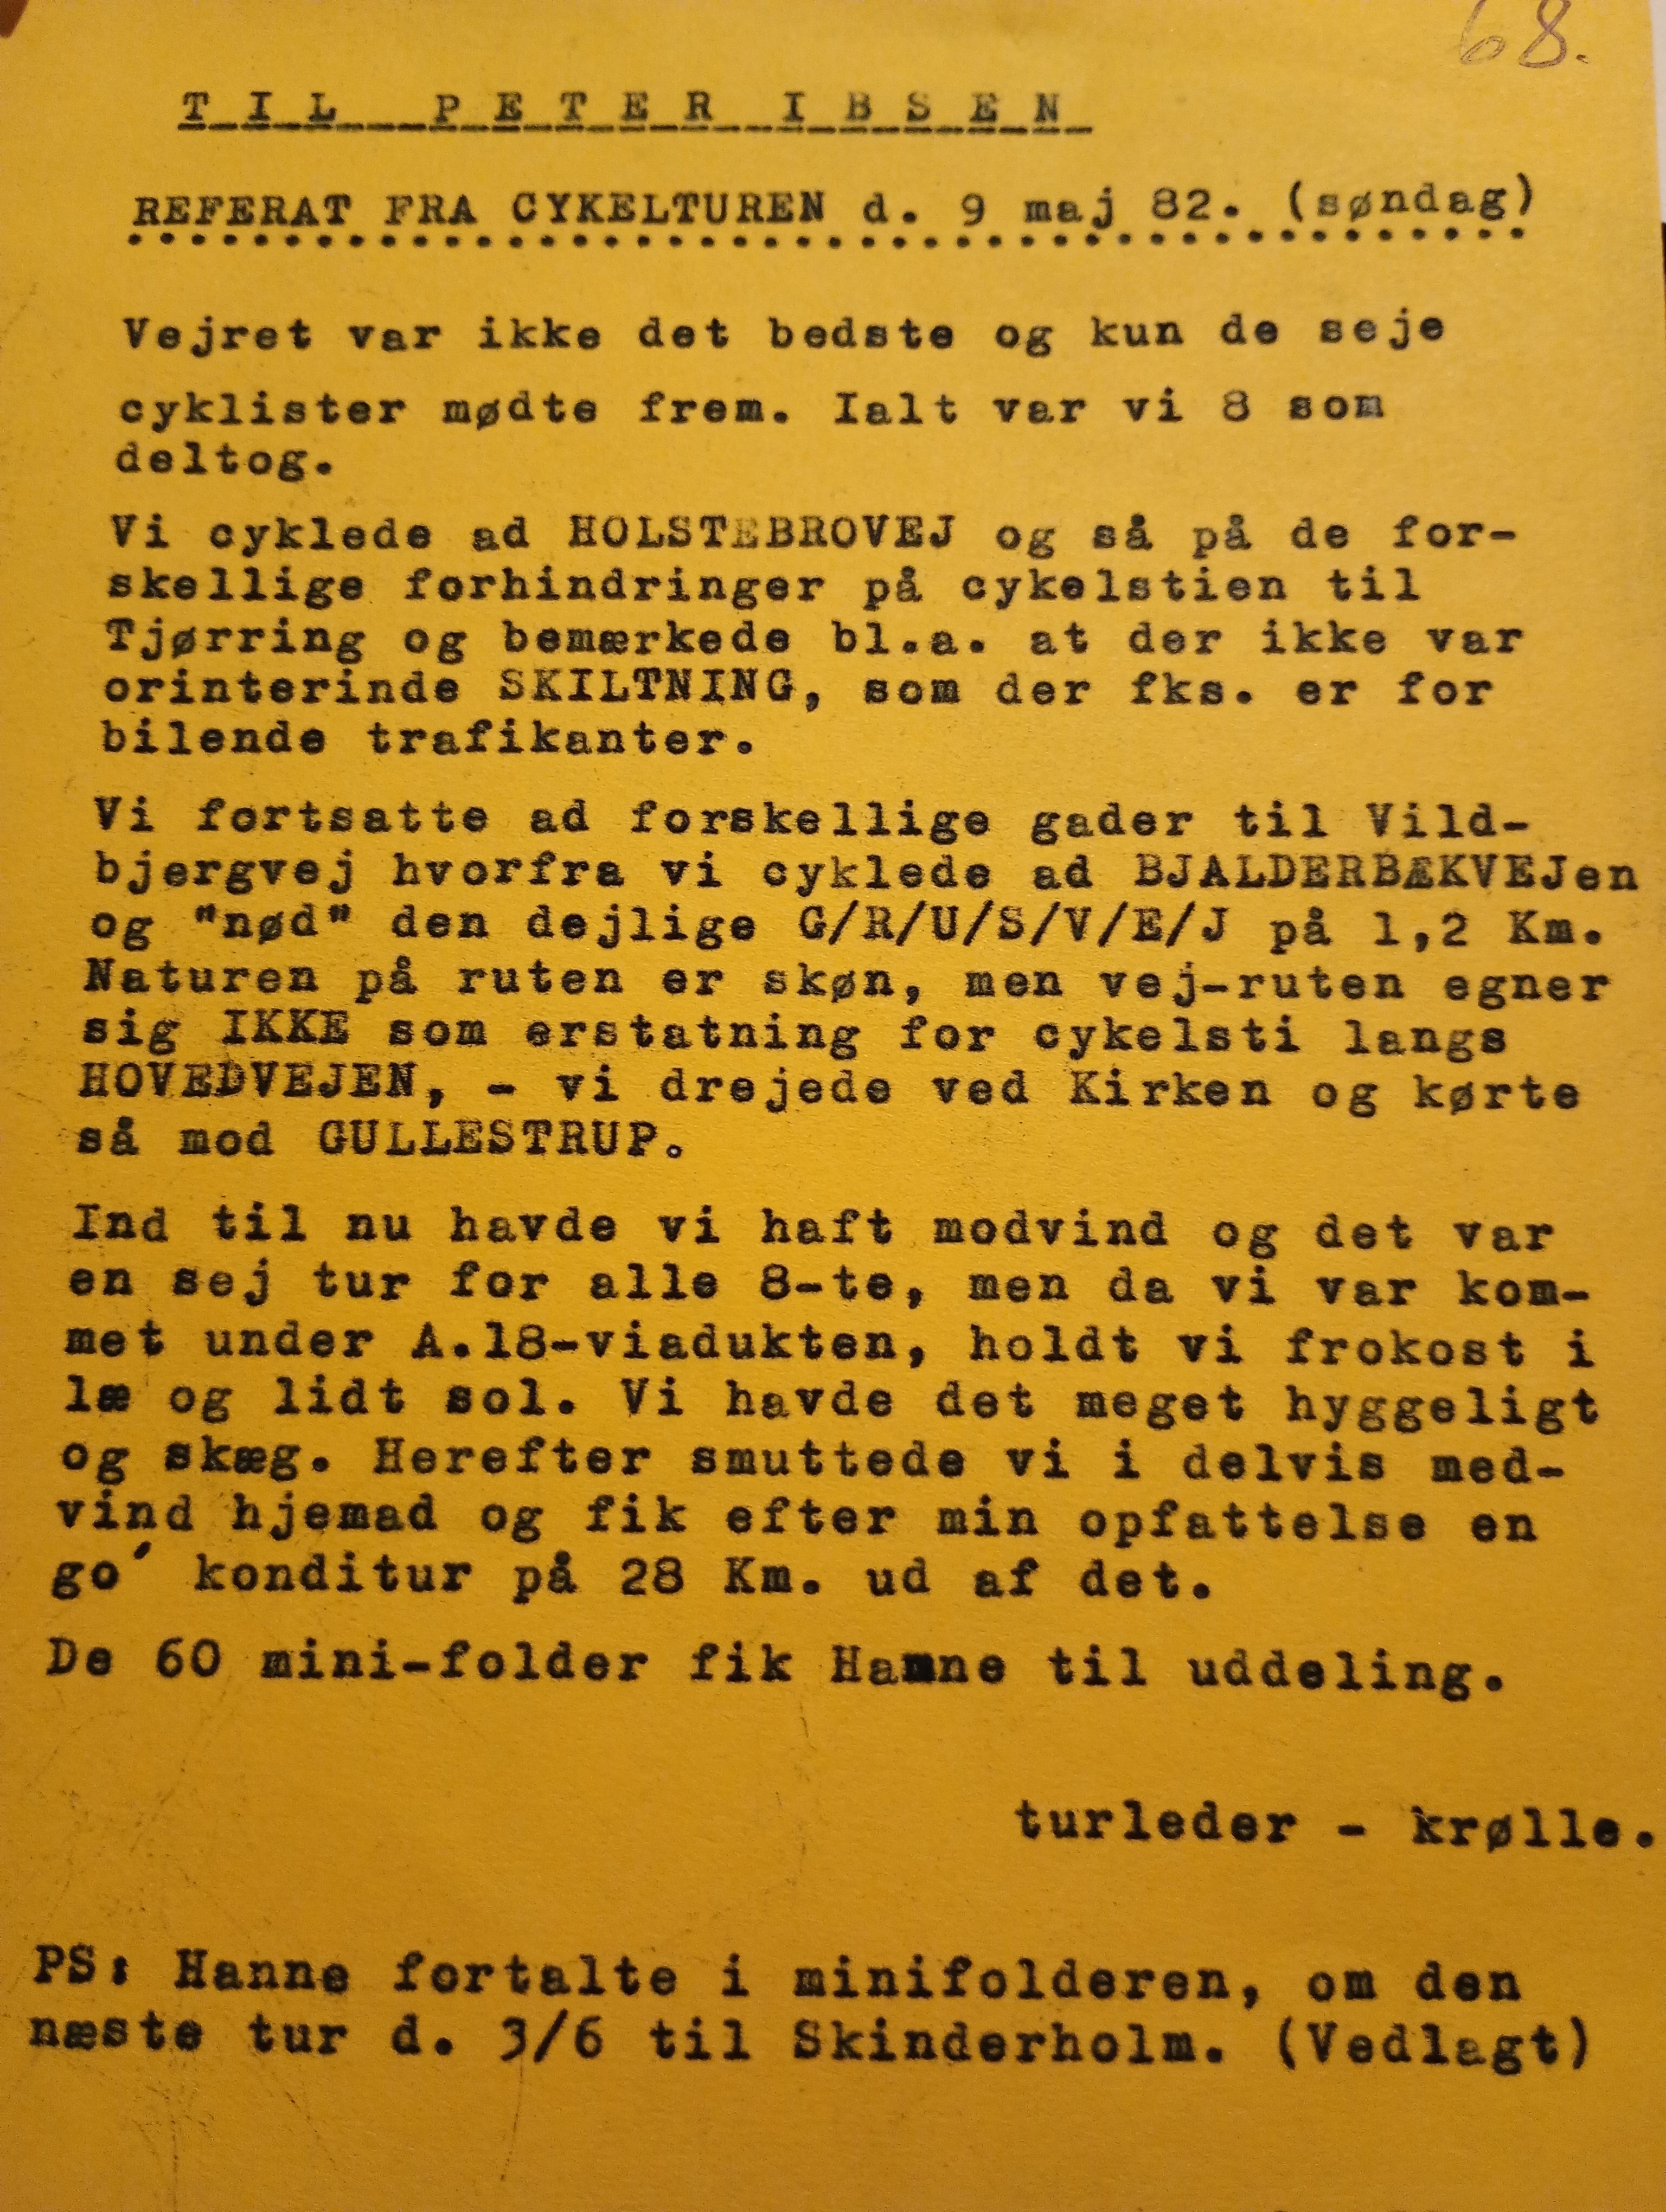 68.
TIL PETER IBSEN
REFERAT FRA CYKELTUREN d. 9 maj 82. (søndag)
Vejret var ikke det bedste og kun de seje
cyklister mødte frem. Ialt var vi 8 som
deltog.
Vi cyklede ad HOLSTEBROVEJ og så på de for-
skellige forhindringer på cykelstien til
Tjørring og bemærkede bl.a. at der ikke var
orinterinde SKILTNING, som der fks. er for
bilende trafikanter.
Vi fortsatte ad forskellige gader til Vild-
bjergvej hvorfra vi cyklede ad BJALDERBÆKVEJen
og "nød" den dejlige G/R/U/S/V/E/J på 1,2 Km.
Naturen på ruten er skøn, men vej-ruten egner
sig IKKE som erstatning for cykelsti langs
HOVEDVEJEN, - vi drejede ved Kirken og kørte
så mod GULLESTRUP.
Ind til nu havde vi haft modvind og det var
en sej tur for alle 8-te, men da vi var kom-
met under A.18-viadukten, holdt vi frokost i
læ og lidt sol. Vi havde det meget hyggeligt
og skæg. Herefter smuttede vi i delvis med-
vind hjemad og fik efter min opfattelse en
go´ konditur på 28 Km. ud af det.
De 60 mini-folder fik Hanne til uddeling.
turleder - krølle.
PS: Hanne fortalte i minifolderen, om den
næste tur d. 3/6 til Skinderholm. (Vedlagt)